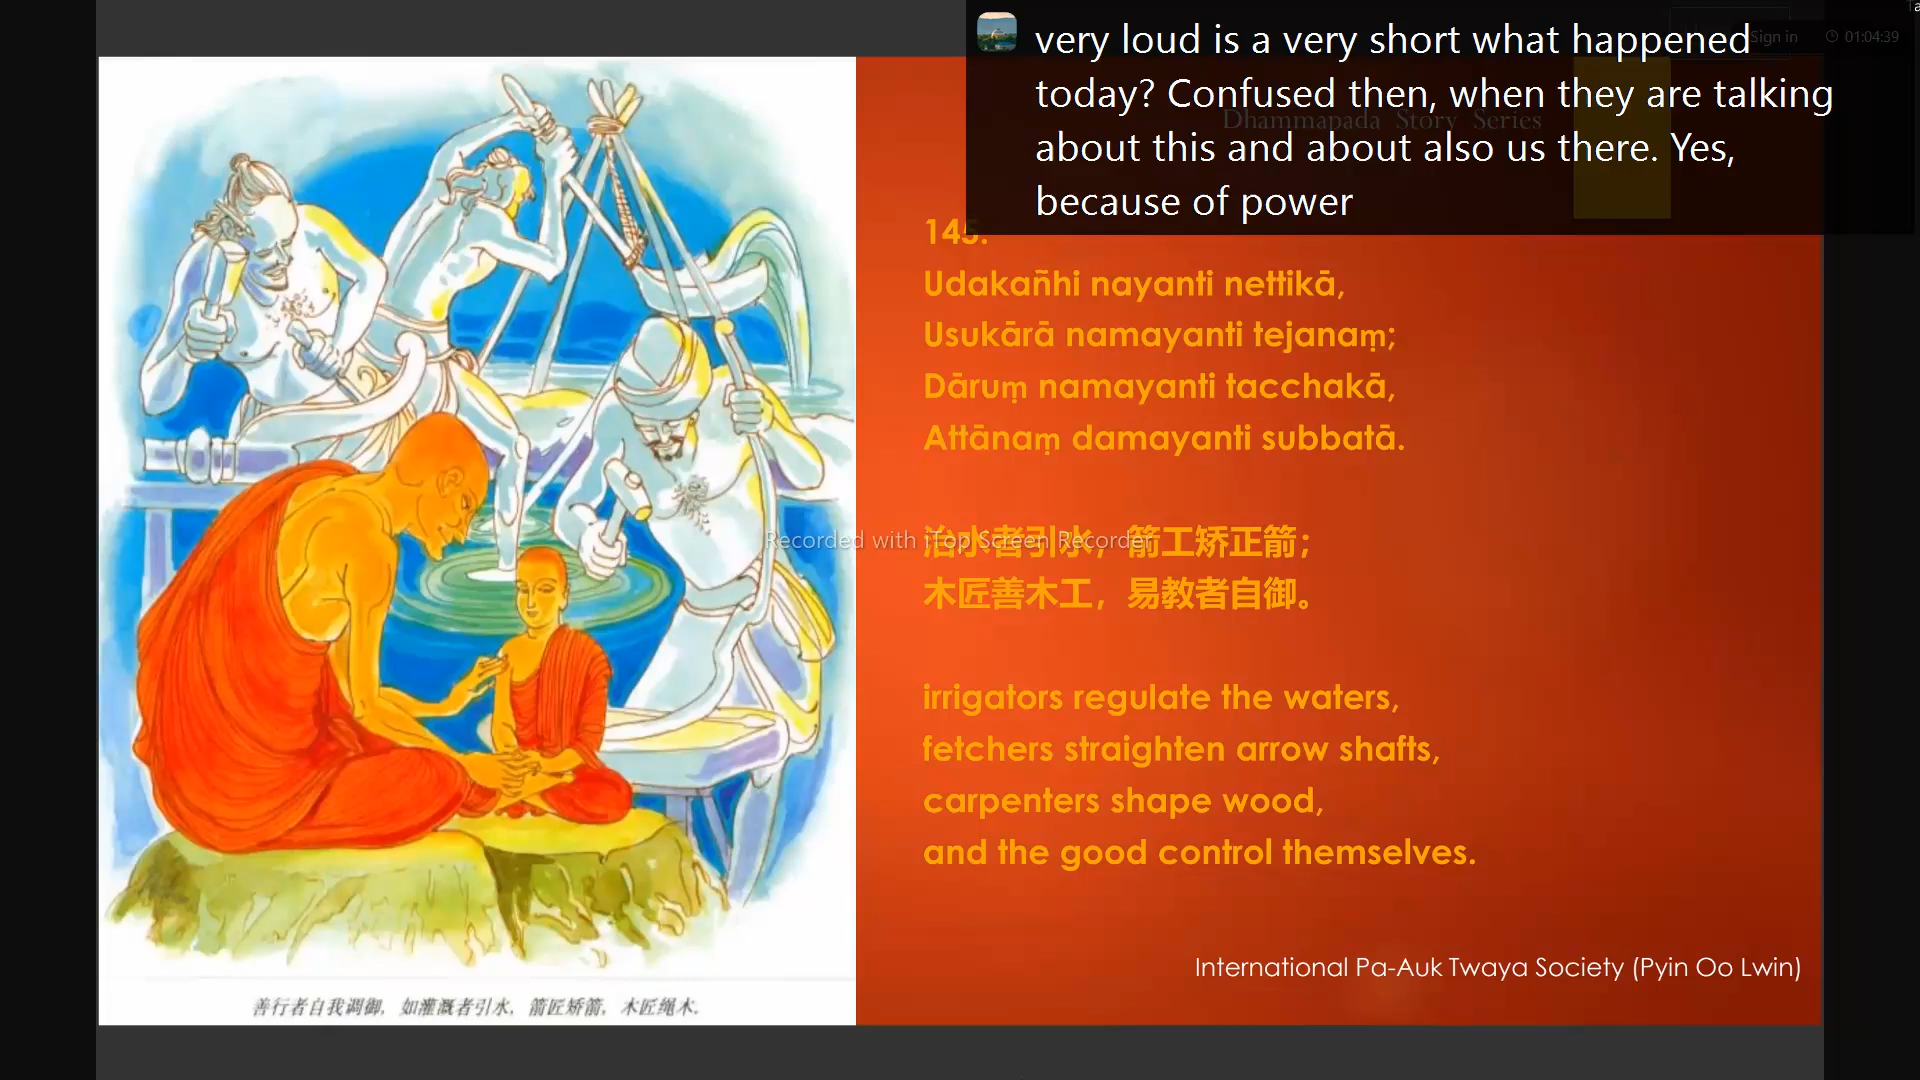 very loud is a very short what happened
today? Confused then, when they are talking
about this and about also us there. Yes,
because of power
Sign in
01:04:39
Dhammapada Story Series
145.
Udakañhi nayanti nettikā,
Usukārā namayanti tejanaṃ;
Dāruṃ namayanti tacchakā,
Attānaṃ damayanti subbatā.
Recorded with iTop Screen Recorder
治水者引水，箭工矫正箭；
木匠善木工，易教者自御。
irrigators regulate the waters,
fetchers straighten arrow shafts,
carpenters shape wood,
and the good control themselves.
International Pa-Auk Twaya Society (Pyin Oo Lwin)
善行者自我调御，如灌溉者引水，箭匠矫箭，木匠绳木。